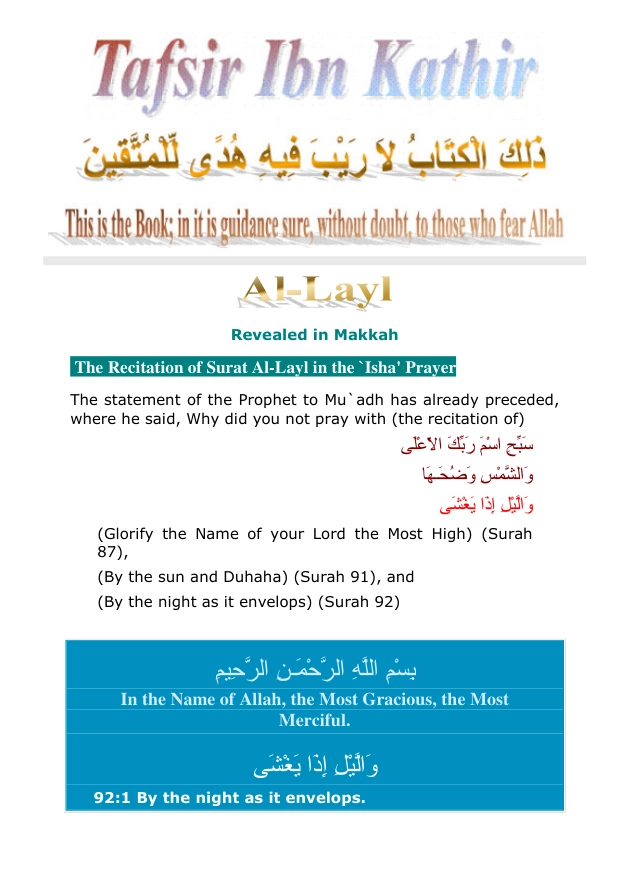 Tafsir Ibn Kathir
ذَلِكَ الْكِتَابُ لاَ رَيْبَ فِيهِ هُدًى لِّلْمُتَّقِينَ
This is the Book; in it is guidance sure, without doubt, to those who fear Allah
Al-Layl
Revealed in Makkah
The Recitation of Surat Al-Layl in the `Isha' Prayer
The statement of the Prophet to Mu`adh has already preceded,
where he said, Why did you not pray with (the recitation of)
سَبِّحِ اسْمَ رَبِّكَ الاٌّعْلَى
وَالشَّمْسِ وَضُحَـهَا
وَالَّيْلِ إِذَا يَغْشَى
(Glorify the Name of your Lord the Most High) (Surah
87),
(By the sun and Duhaha) (Surah 91), and
(By the night as it envelops) (Surah 92)
بِسْمِ اللَّهِ الرَّحْمَـنِ الرَّحِيمِ
In the Name of Allah, the Most Gracious, the Most
Merciful.
وَالَّيْلِ إِذَا يَغْشَى
92:1 By the night as it envelops.